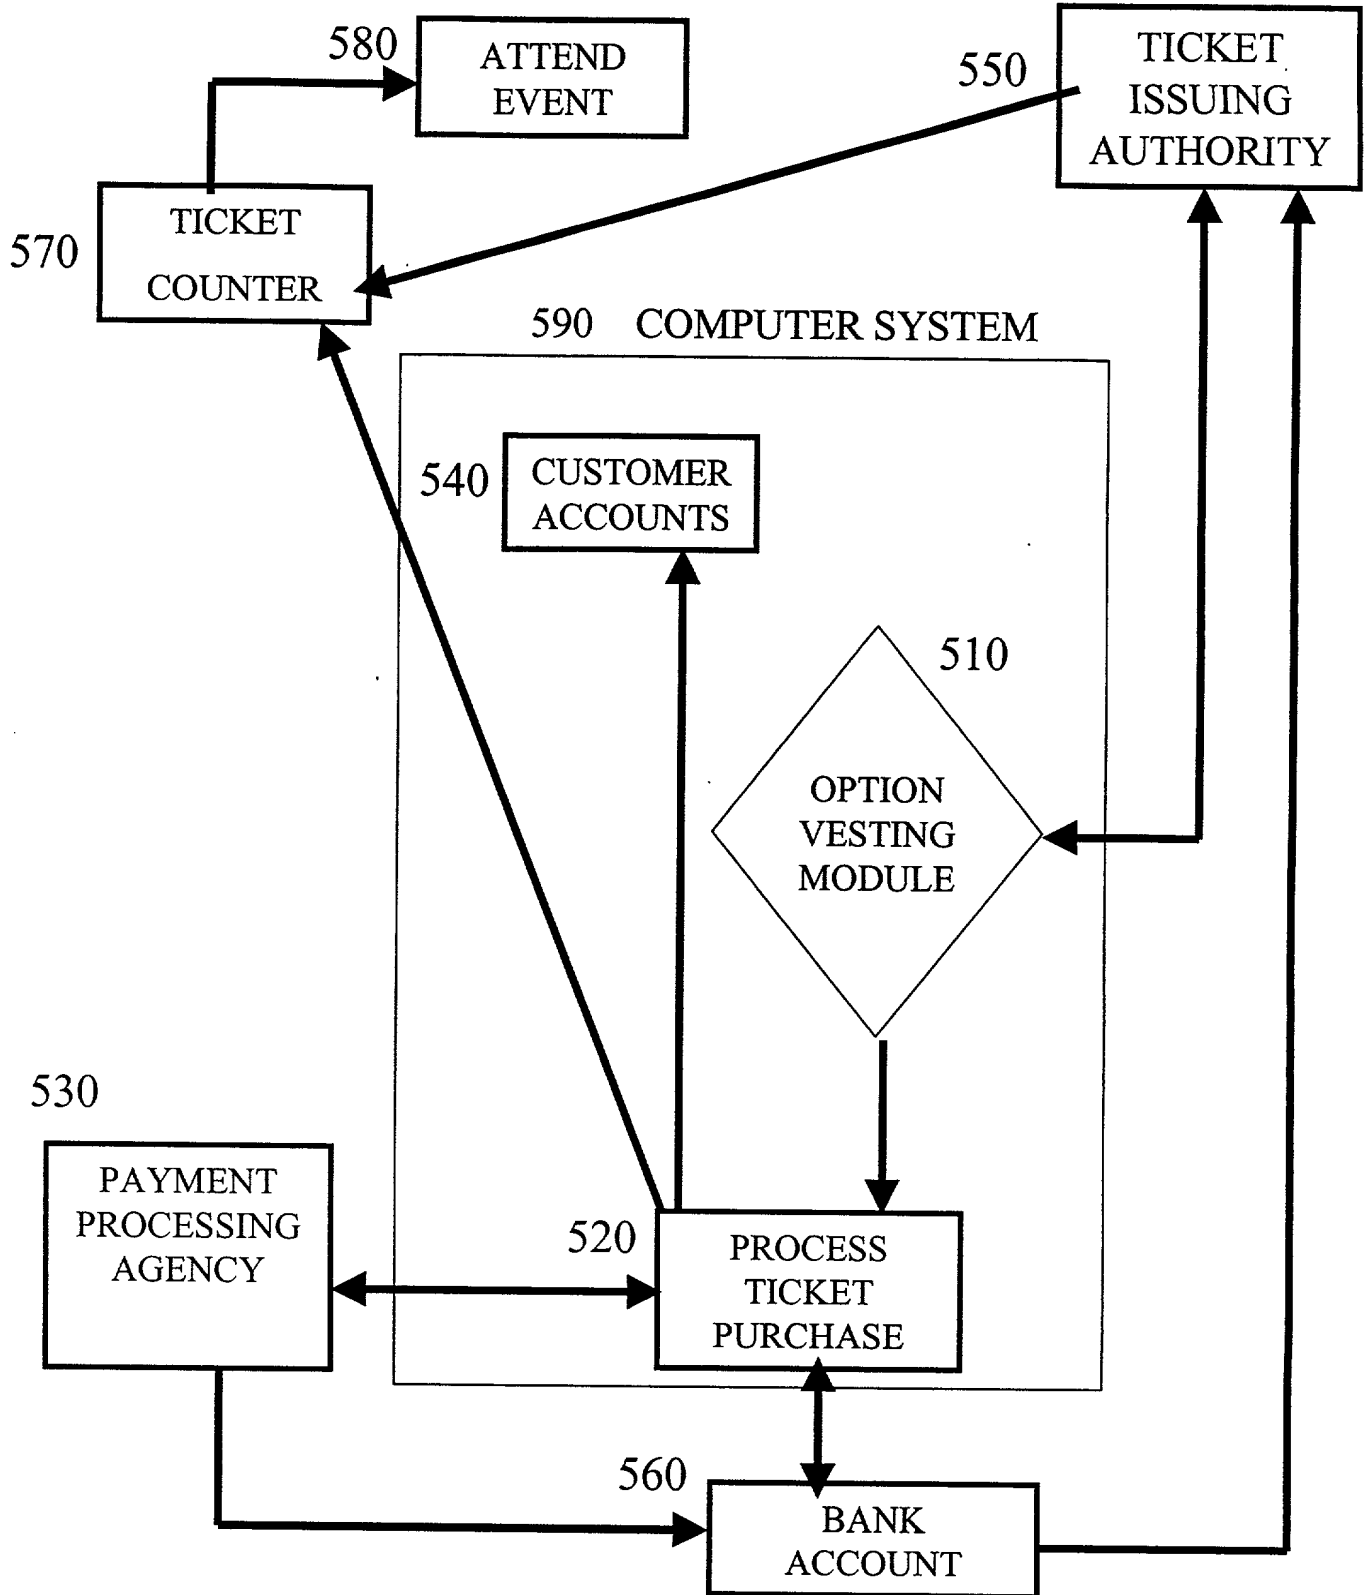 580
ATTEND
EVENT
550
TICKET
ISSUING
AUTHORITY
570
TICKET
COUNTER
590 COMPUTER SYSTEM
540
CUSTOMER
ACCOUNTS
510
OPTION
VESTING
MODULE
530
PAYMENT
PROCESSING
AGENCY
520
PROCESS
TICKET
PURCHASE
560
BANK
ACCOUNT